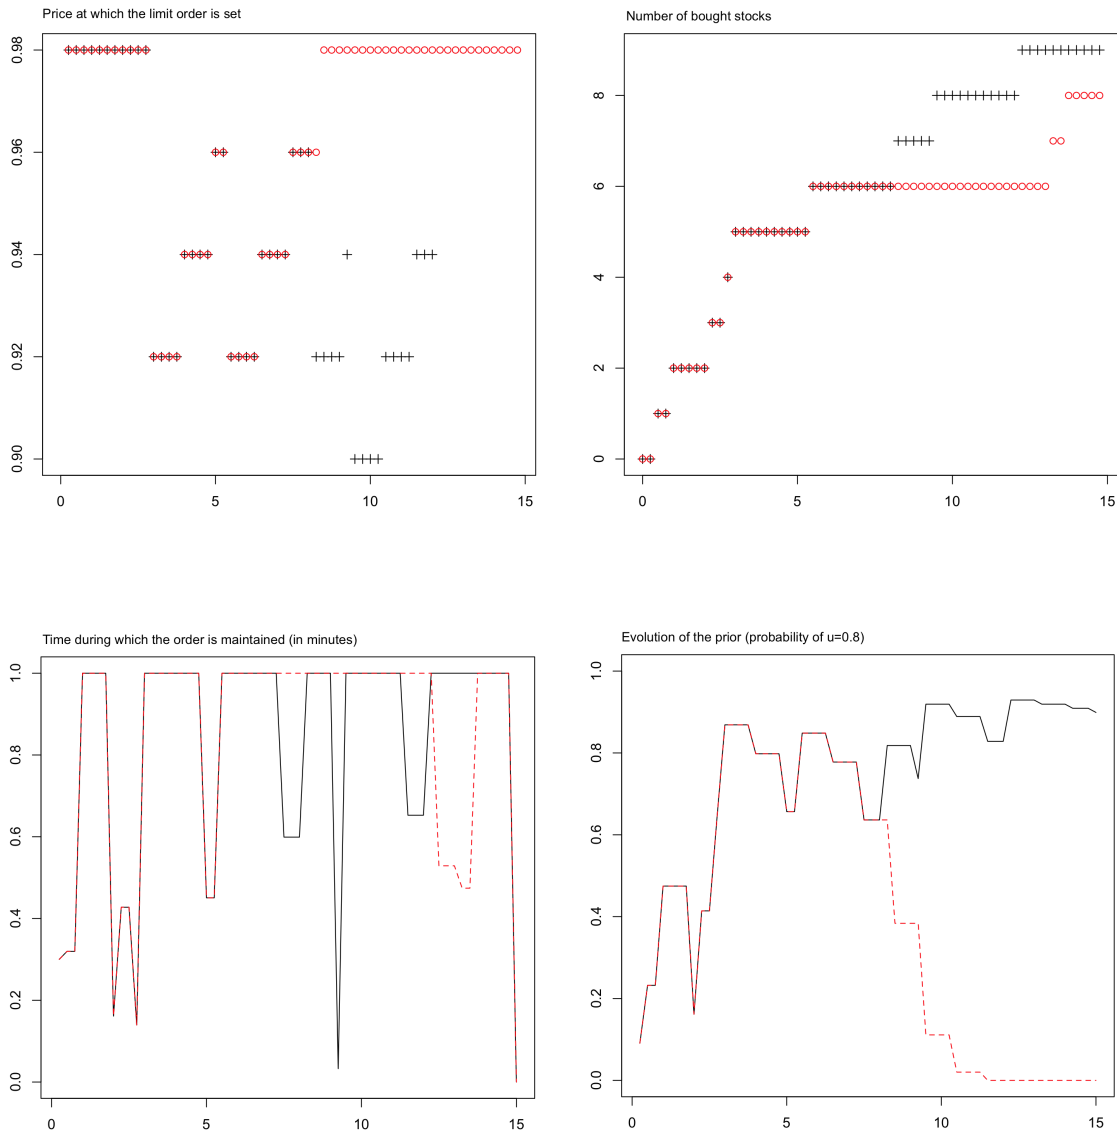 Price at which the limit order is set
0.98
0.96
0.94
0.92
0.90
0 5 10 15
Number of bought stocks
8
6
4
2
0
0 5 10 15
Time during which the order is maintained (in minutes)
1.0
0.8
0.6
0.4
0.2
0.0
0 5 10 15
Evolution of the prior (probability of u=0.8)
1.0
0.8
0.6
0.4
0.2
0.0
0 5 10 15